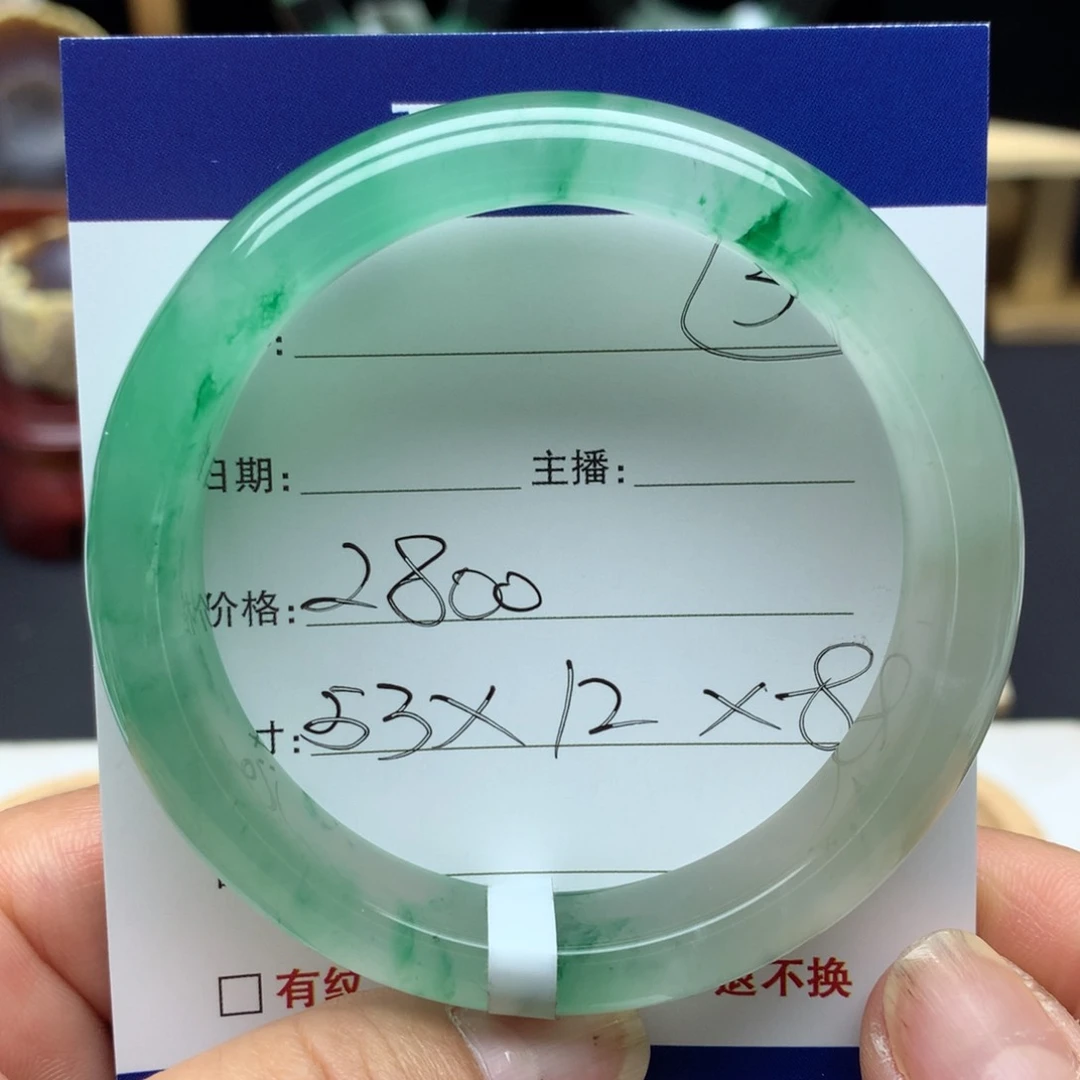 3
:
日期: 主播:
价格: 2800
寸: 53×12×8
有纹 退不换